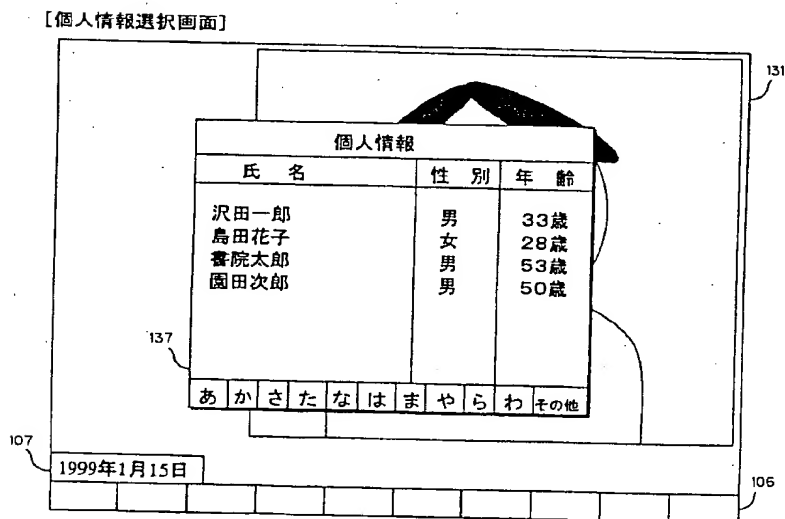 [個人情報選択画面]
131
個人情報
氏 名 性 別 年 齢
沢田一郎 男 33歳
島田花子 女 28歳
書院太郎 男 53歳
園田次郎 男 50歳
137
あ か さ た な は ま や ら わ その他
107
1999年1月15日
106